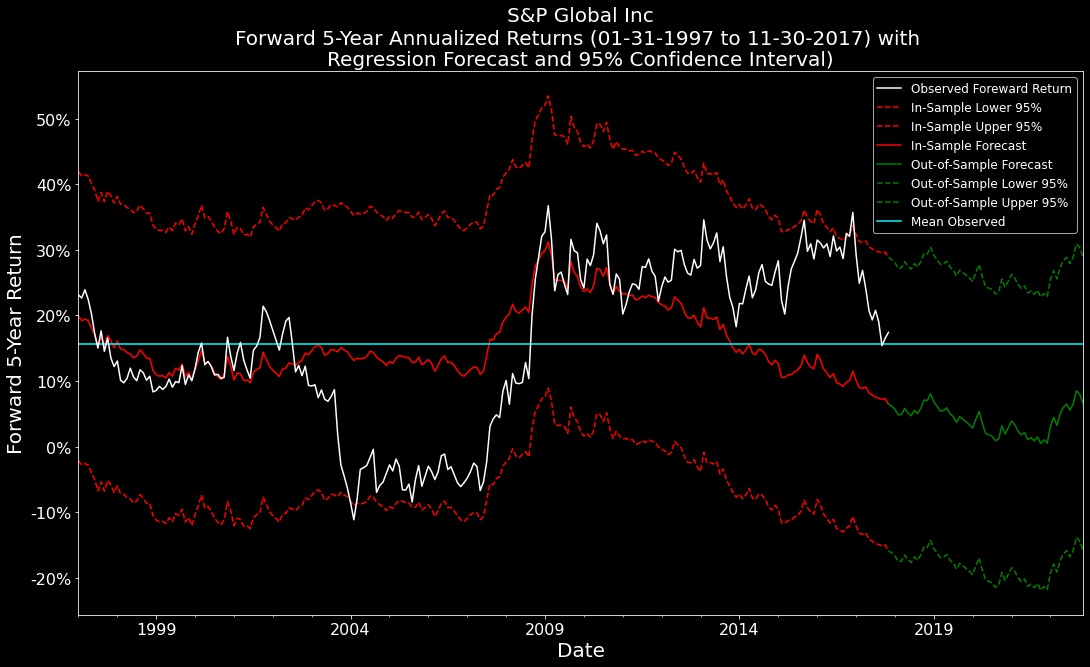 S&P Global Inc
Forward 5-Year Annualized Returns (01-31-1997 to 11-30-2017) with
Regression Forecast and 95% Confidence Interval)
Observed Foreward Return
In-Sample Lower 95%
In-Sample Upper 95%
In-Sample Forecast
Out-of-Sample Forecast
Out-of-Sample Lower 95%
Out-of-Sample Upper 95%
Mean Observed
Forward 5-Year Return
50%
40%
30%
20%
10%
0%
-10%
-20%
1999 2004 2009 2014 2019
Date